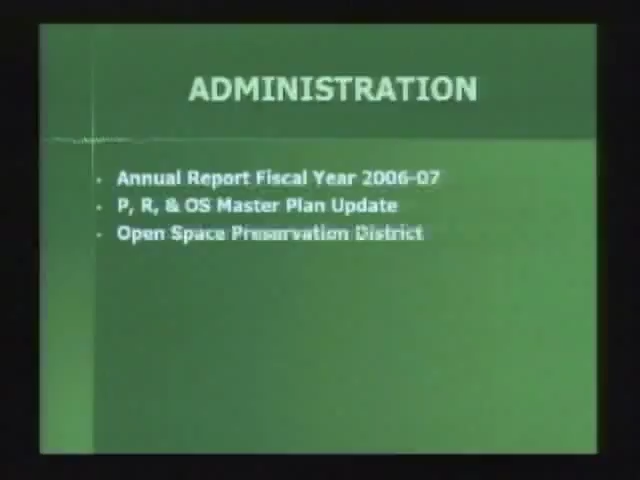 ADMINISTRATION
Annual Report Fiscal Year 2006-07
P, R, & OS Master Plan Update
Open Space Preservation District